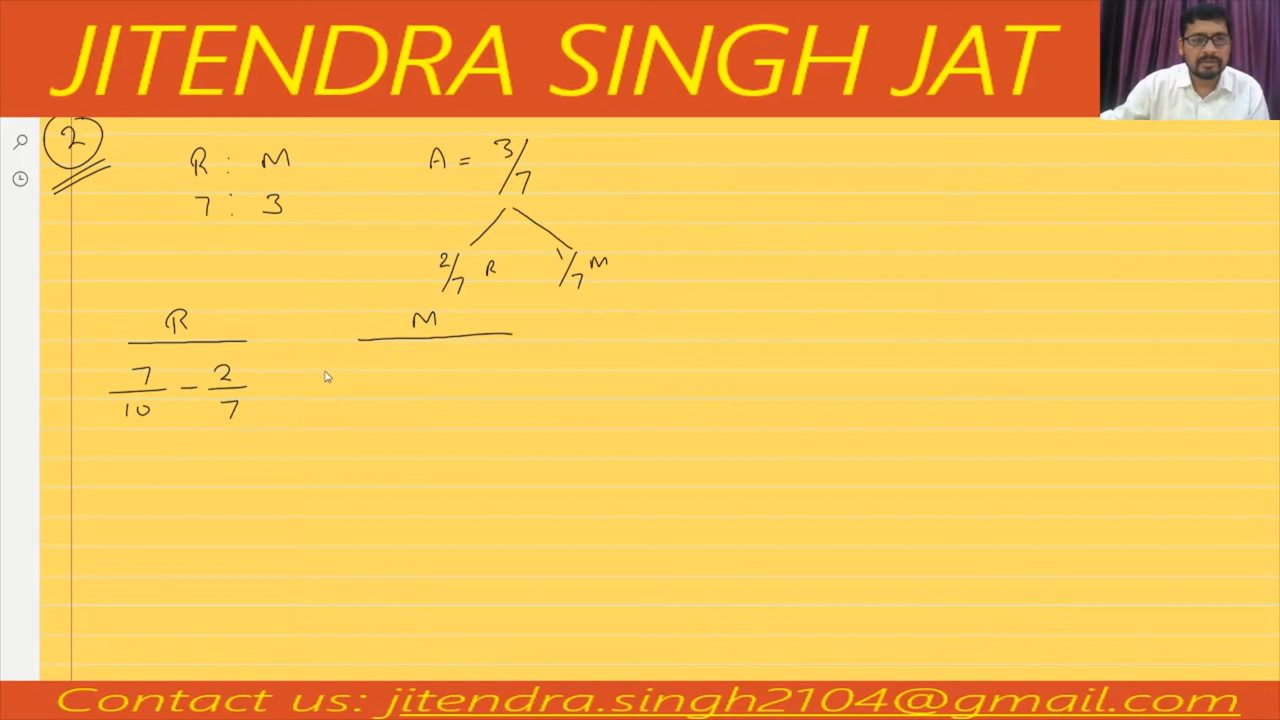 JITENDRA SINGH JAT
2
R : M
7 : 3
A = 3/7
2/7 R 1/7 M
R M
7/10 - 2/7
Contact us: jitendra.singh2104@gmail.com